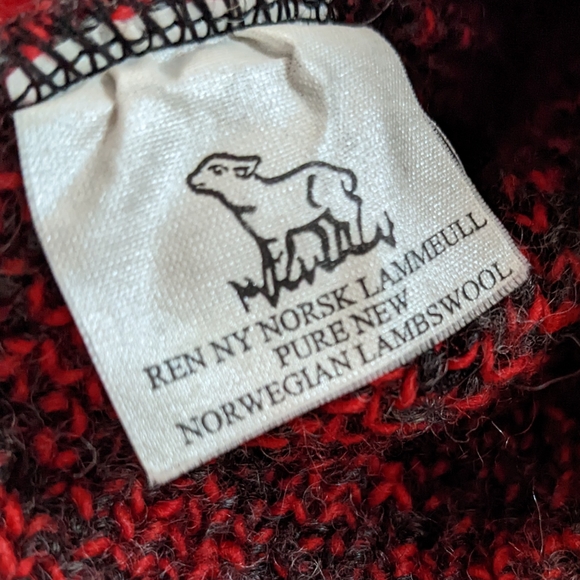 REN NY NORSK LAMMEULL
PURE NEW
NORWEGIAN LAMBSWOOL